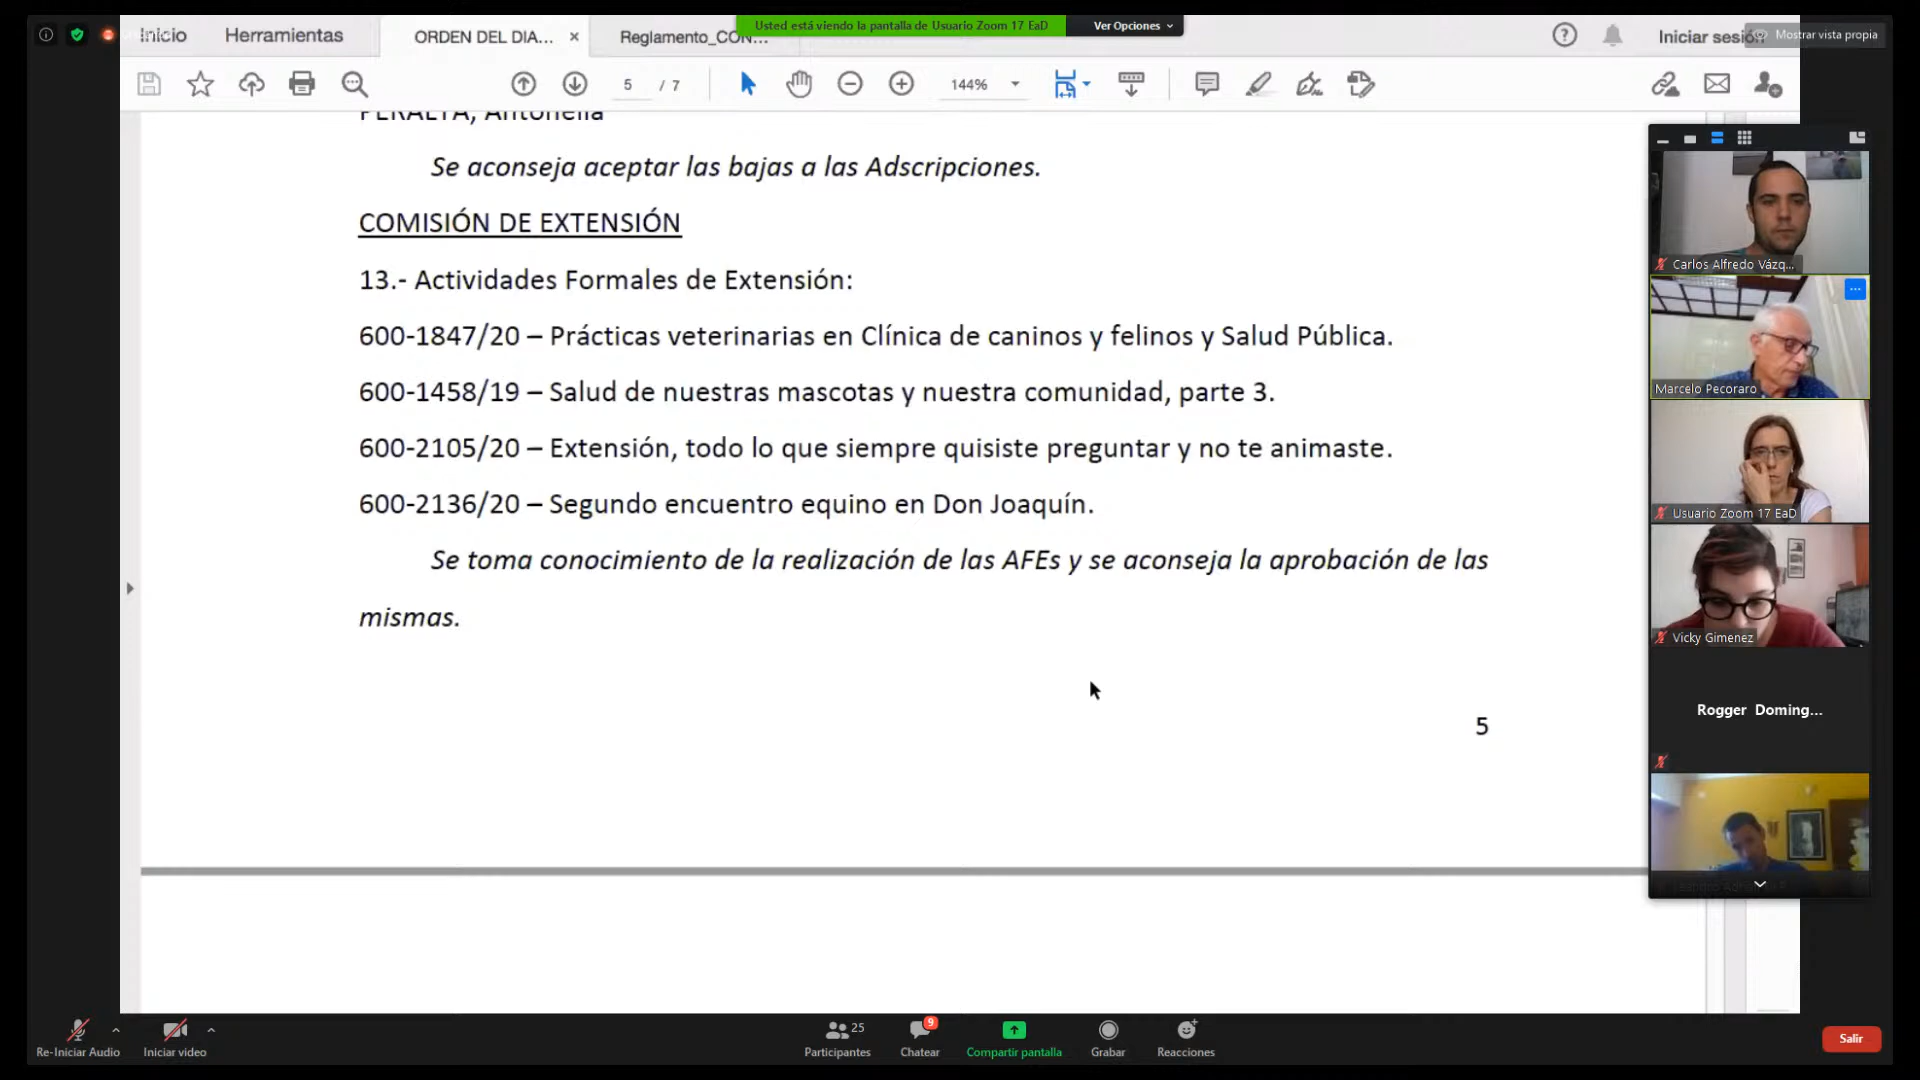 Usted está viendo la pantalla de Usuario Zoom 17 EaD
Ver Opciones
Mostrar vista propia
Inicio
Herramientas
ORDEN DEL DIA... ×
Reglamento_CON...
Iniciar sesión
5 / 7
144%
PERALTA, Antonella
Se aconseja aceptar las bajas a las Adscripciones.
COMISIÓN DE EXTENSIÓN
13.- Actividades Formales de Extensión:
600-1847/20 – Prácticas veterinarias en Clínica de caninos y felinos y Salud Pública.
600-1458/19 – Salud de nuestras mascotas y nuestra comunidad, parte 3.
600-2105/20 – Extensión, todo lo que siempre quisiste preguntar y no te animaste.
600-2136/20 – Segundo encuentro equino en Don Joaquín.
Se toma conocimiento de la realización de las AFEs y se aconseja la aprobación de las
mismas.
5
Carlos Alfredo Vázq...
Marcelo Pecoraro
Usuario Zoom 17 EaD
Vicky Gimenez
Rogger Doming...
Re-Iniciar Audio
Iniciar video
25
Participantes
9
Chatear
Compartir pantalla
Grabar
Reacciones
Salir